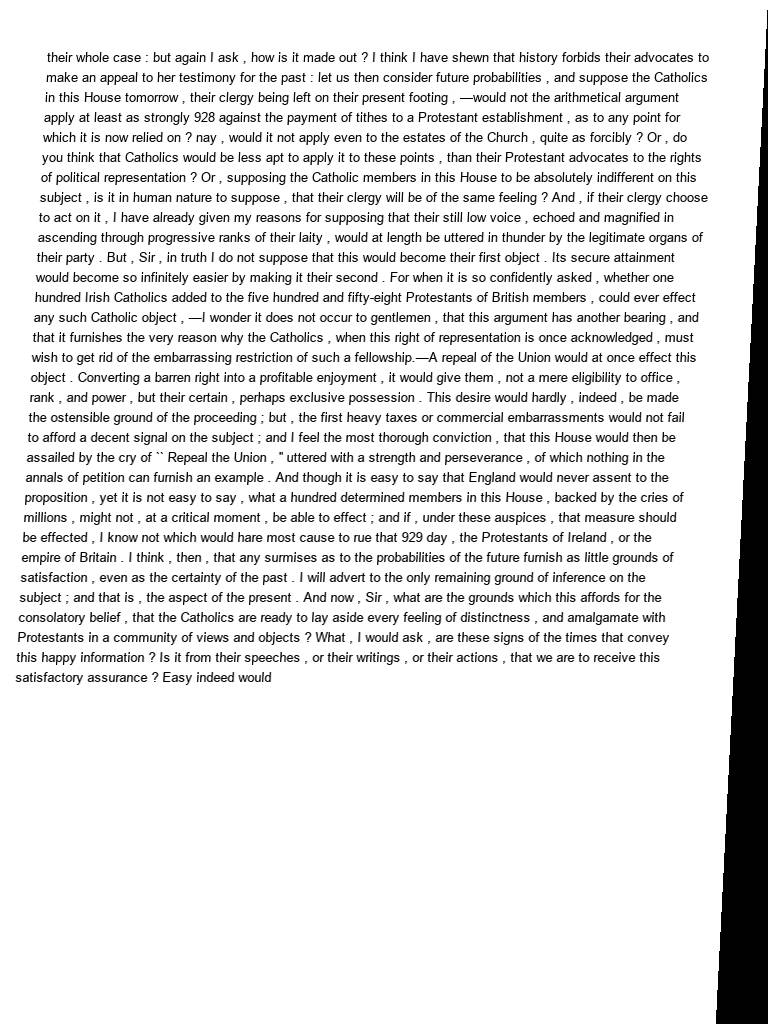 their whole case : but again I ask , how is it made out ? I think I have shewn that history forbids their advocates to
make an appeal to her testimony for the past : let us then consider future probabilities , and suppose the Catholics
in this House tomorrow , their clergy being left on their present footing , —would not the arithmetical argument
apply at least as strongly 928 against the payment of tithes to a Protestant establishment , as to any point for
which it is now relied on ? nay , would it not apply even to the estates of the Church , quite as forcibly ? Or , do
you think that Catholics would be less apt to apply it to these points , than their Protestant advocates to the rights
of political representation ? Or , supposing the Catholic members in this House to be absolutely indifferent on this
subject , is it in human nature to suppose , that their clergy will be of the same feeling ? And , if their clergy choose
to act on it , I have already given my reasons for supposing that their still low voice , echoed and magnified in
ascending through progressive ranks of their laity , would at length be uttered in thunder by the legitimate organs of
their party . But , Sir , in truth I do not suppose that this would become their first object . Its secure attainment
would become so infinitely easier by making it their second . For when it is so confidently asked , whether one
hundred Irish Catholics added to the five hundred and fifty-eight Protestants of British members , could ever effect
any such Catholic object , —I wonder it does not occur to gentlemen , that this argument has another bearing , and
that it furnishes the very reason why the Catholics , when this right of representation is once acknowledged , must
wish to get rid of the embarrassing restriction of such a fellowship.—A repeal of the Union would at once effect this
object . Converting a barren right into a profitable enjoyment , it would give them , not a mere eligibility to office ,
rank , and power , but their certain , perhaps exclusive possession . This desire would hardly , indeed , be made
the ostensible ground of the proceeding ; but , the first heavy taxes or commercial embarrassments would not fail
to afford a decent signal on the subject ; and I feel the most thorough conviction , that this House would then be
assailed by the cry of `` Repeal the Union , '' uttered with a strength and perseverance , of which nothing in the
annals of petition can furnish an example . And though it is easy to say that England would never assent to the
proposition , yet it is not easy to say , what a hundred determined members in this House , backed by the cries of
millions , might not , at a critical moment , be able to effect ; and if , under these auspices , that measure should
be effected , I know not which would hare most cause to rue that 929 day , the Protestants of Ireland , or the
empire of Britain . I think , then , that any surmises as to the probabilities of the future furnish as little grounds of
satisfaction , even as the certainty of the past . I will advert to the only remaining ground of inference on the
subject ; and that is , the aspect of the present . And now , Sir , what are the grounds which this affords for the
consolatory belief , that the Catholics are ready to lay aside every feeling of distinctness , and amalgamate with
Protestants in a community of views and objects ? What , I would ask , are these signs of the times that convey
this happy information ? Is it from their speeches , or their writings , or their actions , that we are to receive this
satisfactory assurance ? Easy indeed would